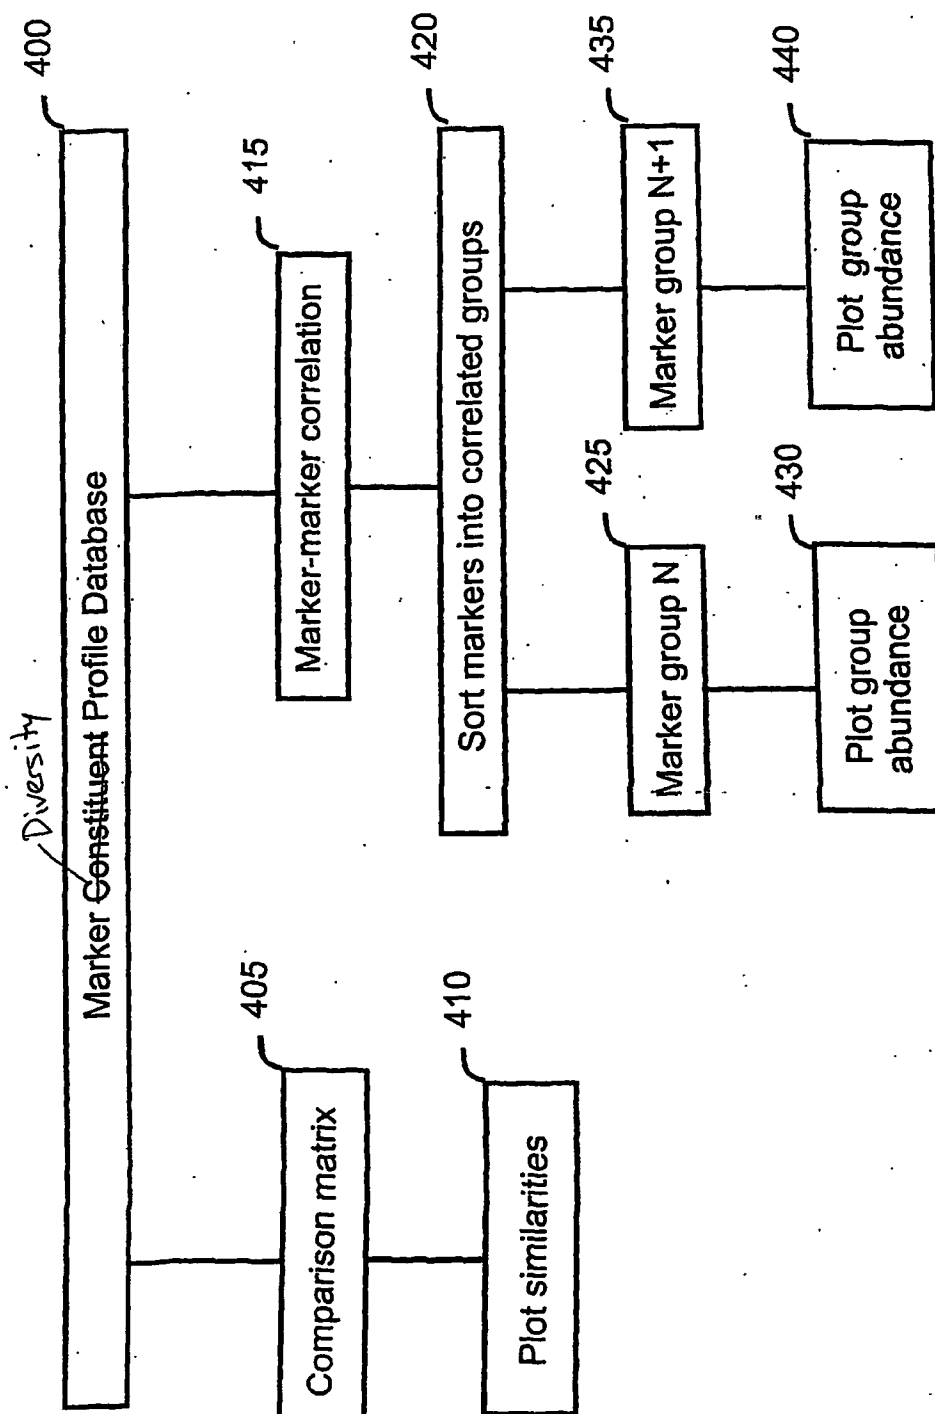 400
Diversity
Marker Constituent Profile Database
405
Comparison matrix
410
Plot similarities
415
Marker-marker correlation
420
Sort markers into correlated groups
425
Marker group N
430
Plot group
abundance
435
Marker group N+1
440
Plot group
abundance